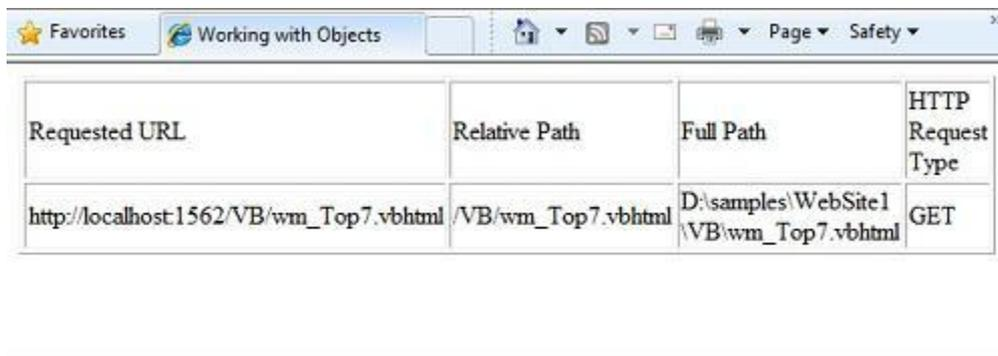 Favorites
Working with Objects
Page
Safety
»
Requested URL
Relative Path
Full Path
HTTP
Request
Type
http://localhost:1562/VB/wm_Top7.vbhtml
/VB/wm_Top7.vbhtml
D:\samples\WebSite1
\VB\wm_Top7.vbhtml
GET